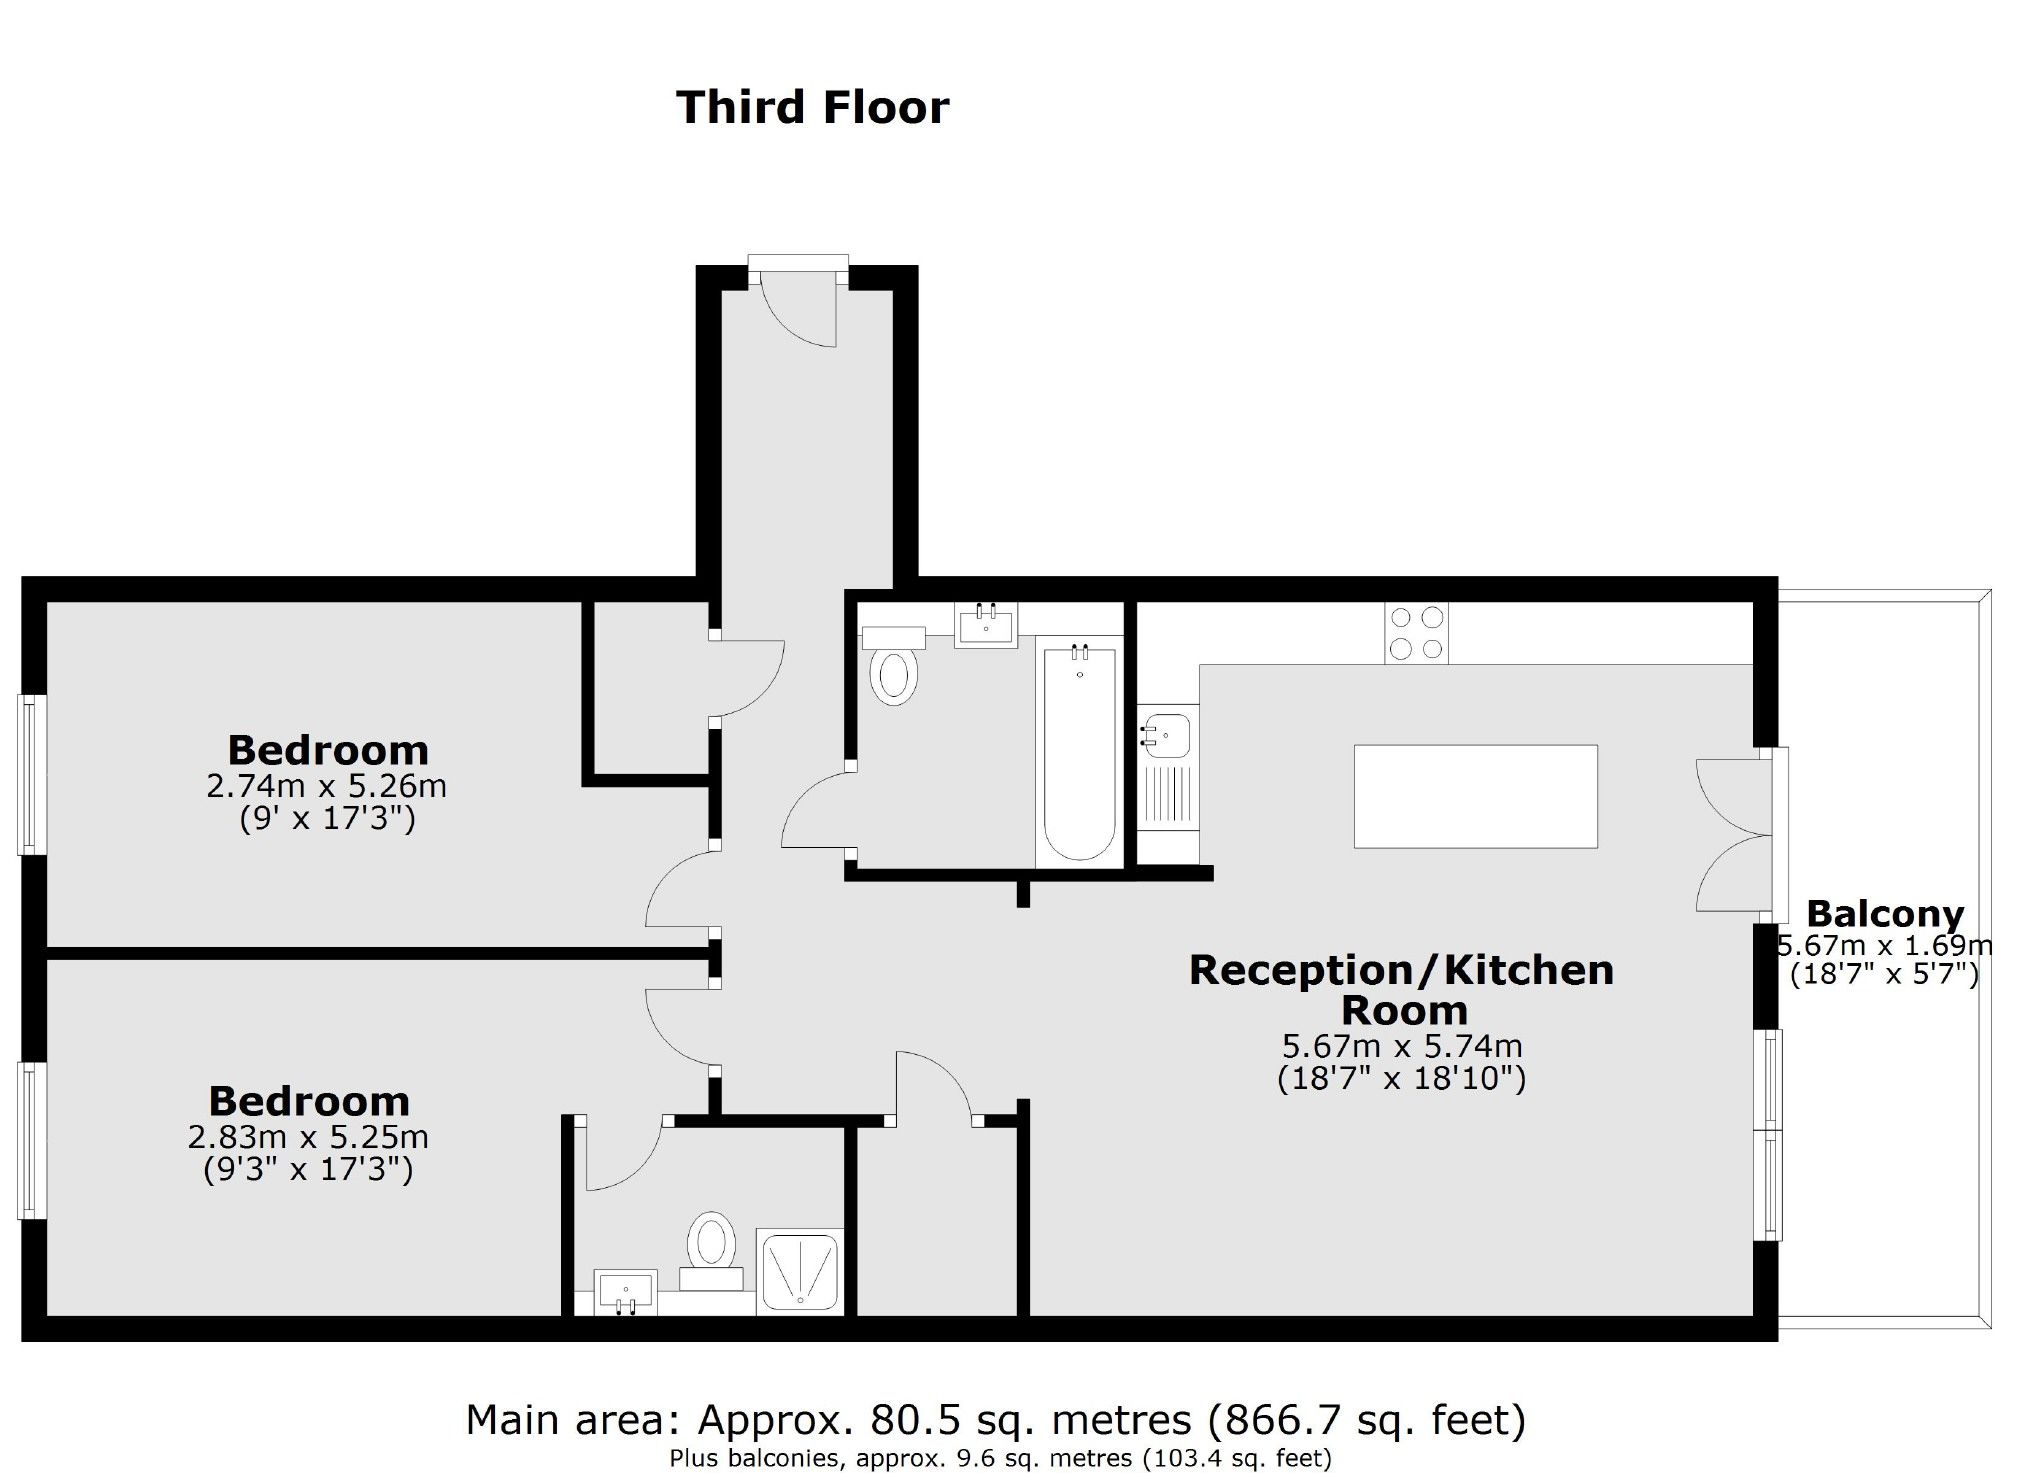 Third Floor
Bedroom
2.74m x 5.26m
(9' x 17'3")
Balcony
5.67m x 1.69m
(18'7" x 5'7")
Reception/Kitchen
Room
5.67m x 5.74m
(18'7" x 18'10")
Bedroom
2.83m x 5.25m
(9'3" x 17'3")
Main area: Approx. 80.5 sq. metres (866.7 sq. feet)
Plus balconies, approx. 9.6 sq. metres (103.4 sq. feet)